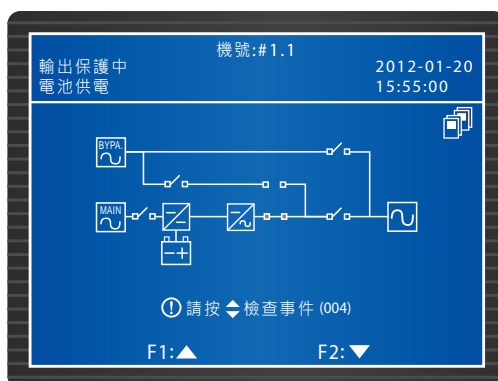 機號:#1.1
輸出保護中
電池供電
2012-01-20
15:55:00
BYPA.
MAIN
請按檢查事件 (004)
F1:
F2: